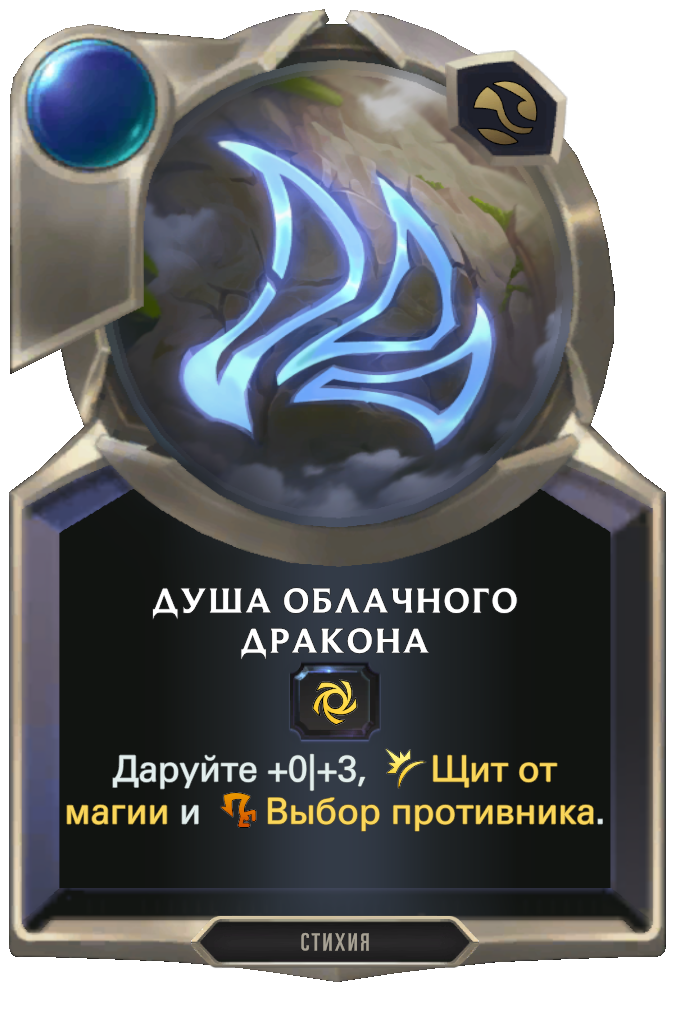 ДУША ОБЛАЧНОГО
ДРАКОНА
Даруйте +0|+3, Щит от
магии и Выбор противника.
СТИХИЯ